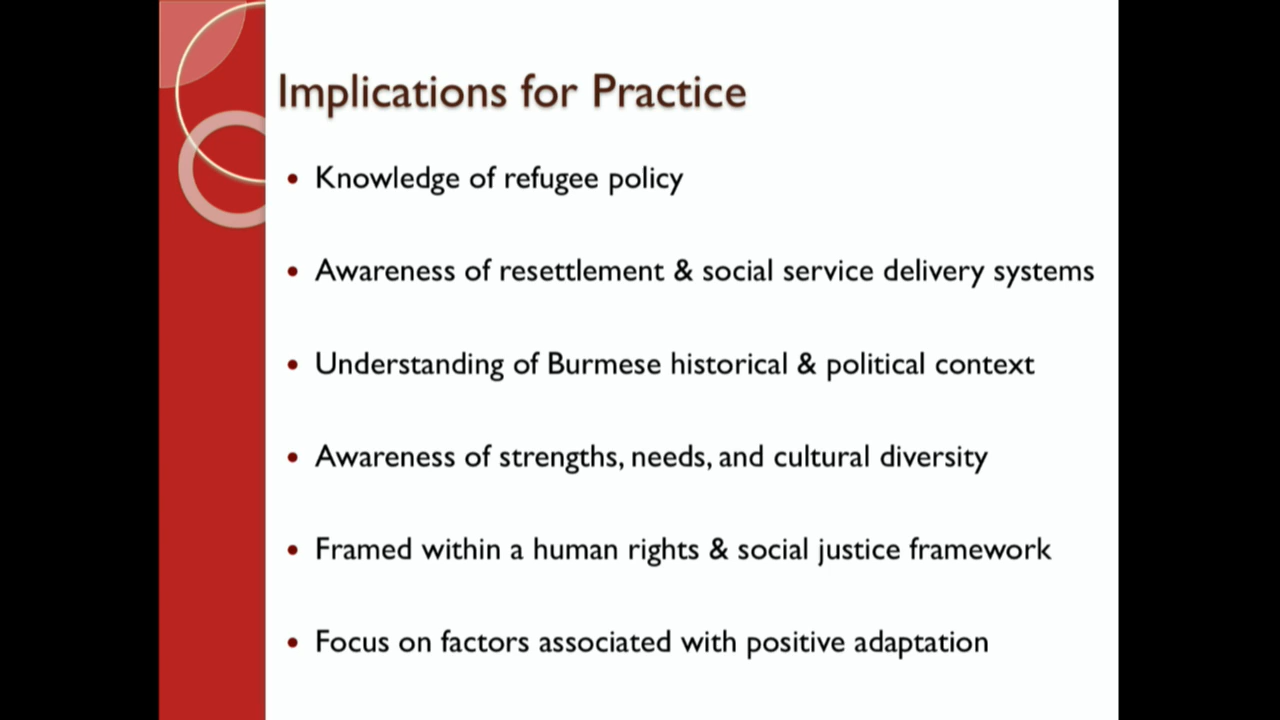 Implications for Practice
• Knowledge of refugee policy
• Awareness of resettlement & social service delivery systems
• Understanding of Burmese historical & political context
• Awareness of strengths, needs, and cultural diversity
• Framed within a human rights & social justice framework
• Focus on factors associated with positive adaptation